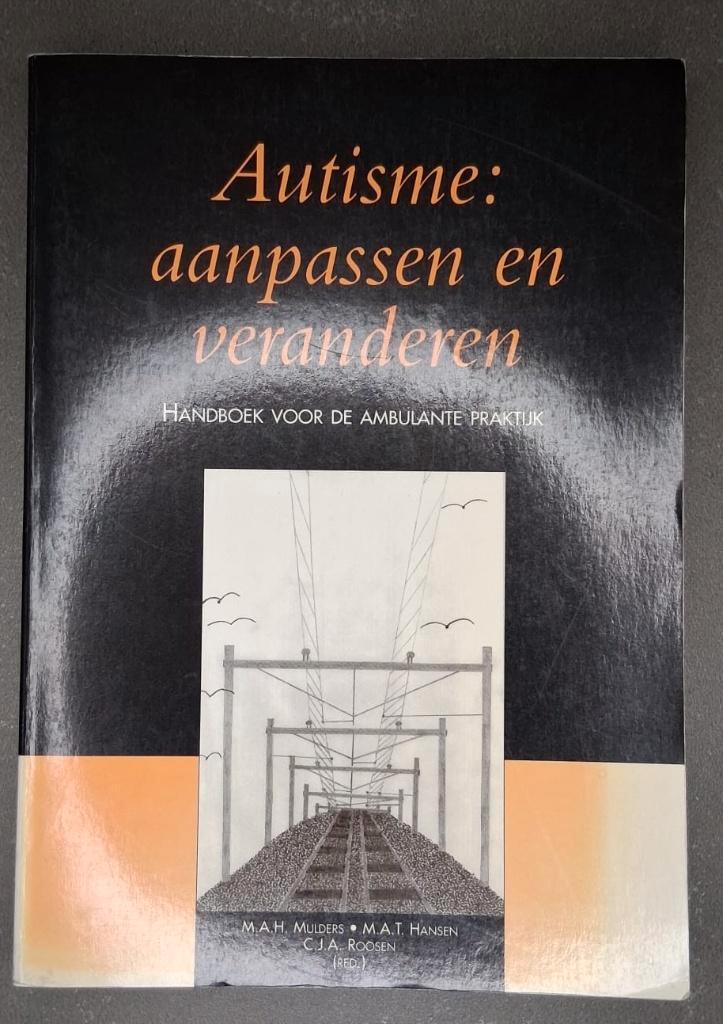 Autisme:
aanpassen en
veranderen
HANDBOEK VOOR DE AMBULANTE PRAKTIJK
M.A.H. MULDERS • M.A.T. HANSEN
C.J.A. ROOSEN
(RED.)